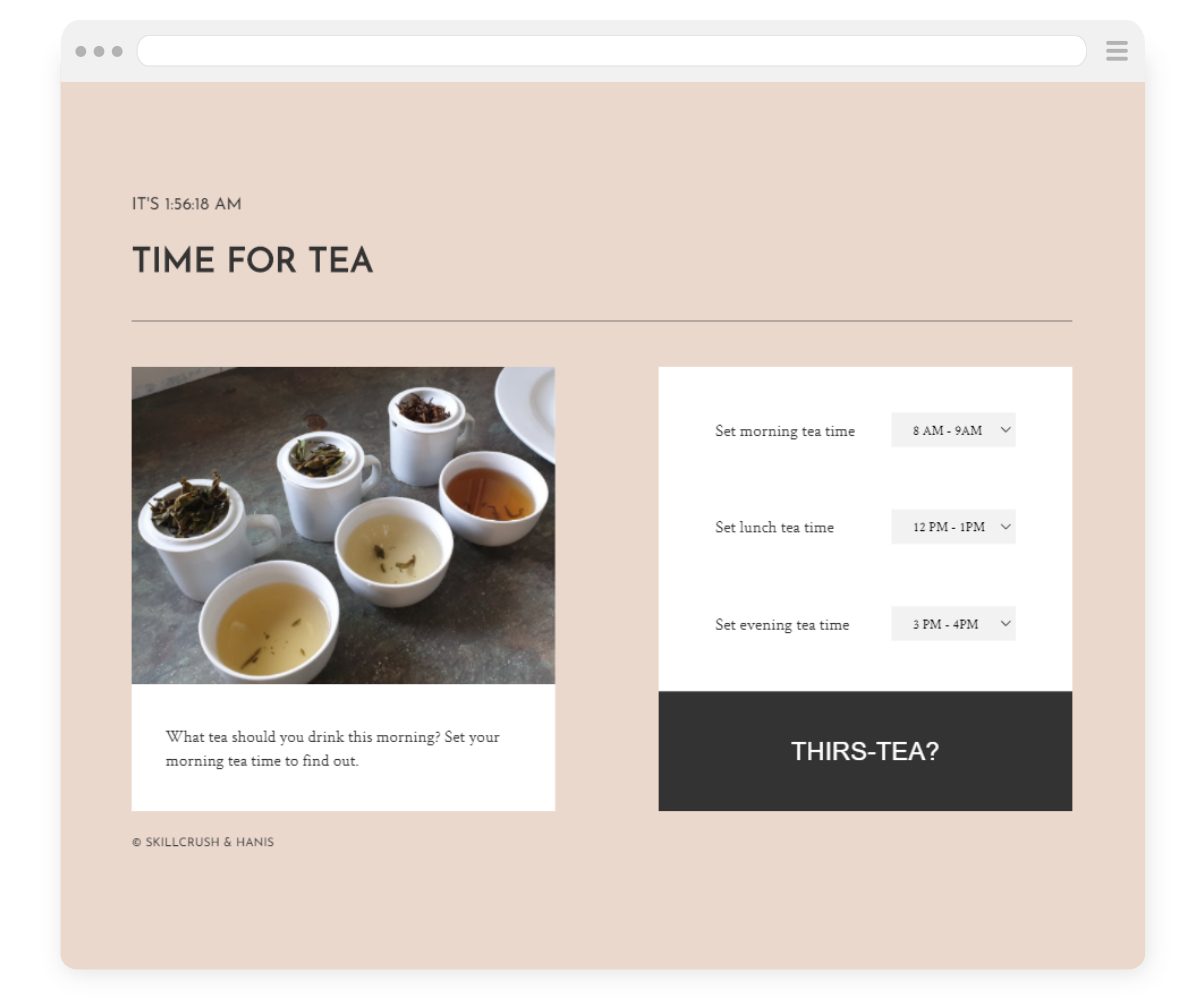 IT'S 1:56:18 AM
TIME FOR TEA
Set morning tea time
8 AM - 9AM
Set lunch tea time
12 PM - 1PM
Set evening tea time
3 PM - 4PM
What tea should you drink this morning? Set your
morning tea time to find out.
THIRS-TEA?
© SKILLCRUSH & HANIS